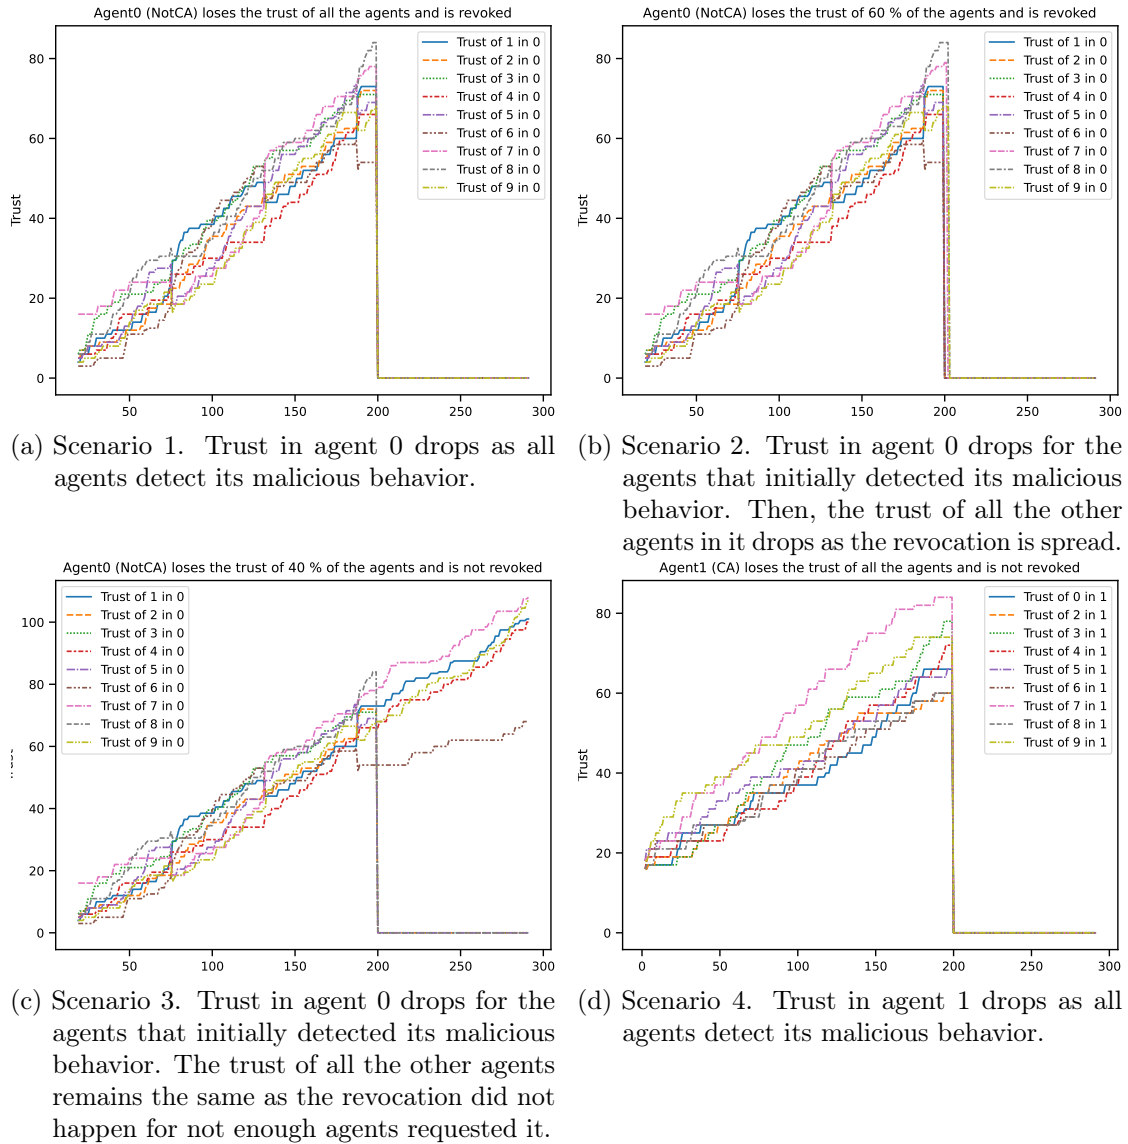 Agent0 (NotCA) loses the trust of all the agents and is revoked
Trust
80
60
40
20
0
50 100 150 200 250 300
Trust of 1 in 0
Trust of 2 in 0
Trust of 3 in 0
Trust of 4 in 0
Trust of 5 in 0
Trust of 6 in 0
Trust of 7 in 0
Trust of 8 in 0
Trust of 9 in 0
(a) Scenario 1. Trust in agent 0 drops as all
agents detect its malicious behavior.
Agent0 (NotCA) loses the trust of 60 % of the agents and is revoked
Trust
80
60
40
20
0
50 100 150 200 250 300
Trust of 1 in 0
Trust of 2 in 0
Trust of 3 in 0
Trust of 4 in 0
Trust of 5 in 0
Trust of 6 in 0
Trust of 7 in 0
Trust of 8 in 0
Trust of 9 in 0
(b) Scenario 2. Trust in agent 0 drops for the
agents that initially detected its malicious
behavior. Then, the trust of all the other
agents in it drops as the revocation is spread.
Agent0 (NotCA) loses the trust of 40 % of the agents and is not revoked
100
80
60
40
20
0
50 100 150 200 250 300
Trust of 1 in 0
Trust of 2 in 0
Trust of 3 in 0
Trust of 4 in 0
Trust of 5 in 0
Trust of 6 in 0
Trust of 7 in 0
Trust of 8 in 0
Trust of 9 in 0
(c) Scenario 3. Trust in agent 0 drops for the
agents that initially detected its malicious
behavior. The trust of all the other agents
remains the same as the revocation did not
happen for not enough agents requested it.
Agent1 (CA) loses the trust of all the agents and is not revoked
Trust
80
60
40
20
0
0 50 100 150 200 250 300
Trust of 0 in 1
Trust of 2 in 1
Trust of 3 in 1
Trust of 4 in 1
Trust of 5 in 1
Trust of 6 in 1
Trust of 7 in 1
Trust of 8 in 1
Trust of 9 in 1
(d) Scenario 4. Trust in agent 1 drops as all
agents detect its malicious behavior.